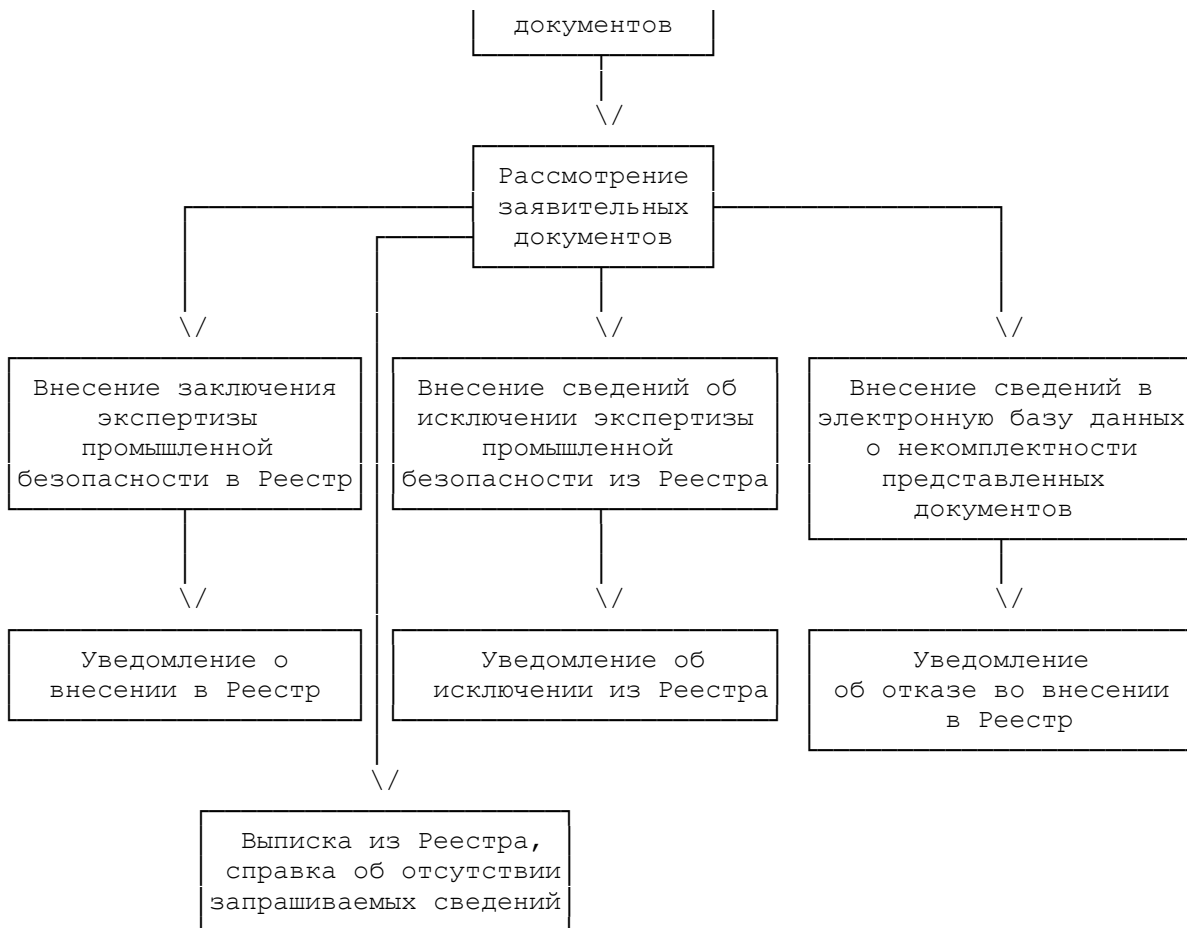 документов
Рассмотрение
заявительных
документов
Внесение заключения
экспертизы
промышленной
безопасности в Реестр
Внесение сведений об
исключении экспертизы
промышленной
безопасности из Реестра
Внесение сведений в
электронную базу данных
о некомплектности
представленных
документов
Уведомление о
внесении в Реестр
Уведомление об
исключении из Реестра
Уведомление
об отказе во внесении
в Реестр
Выписка из Реестра,
справка об отсутствии
запрашиваемых сведений